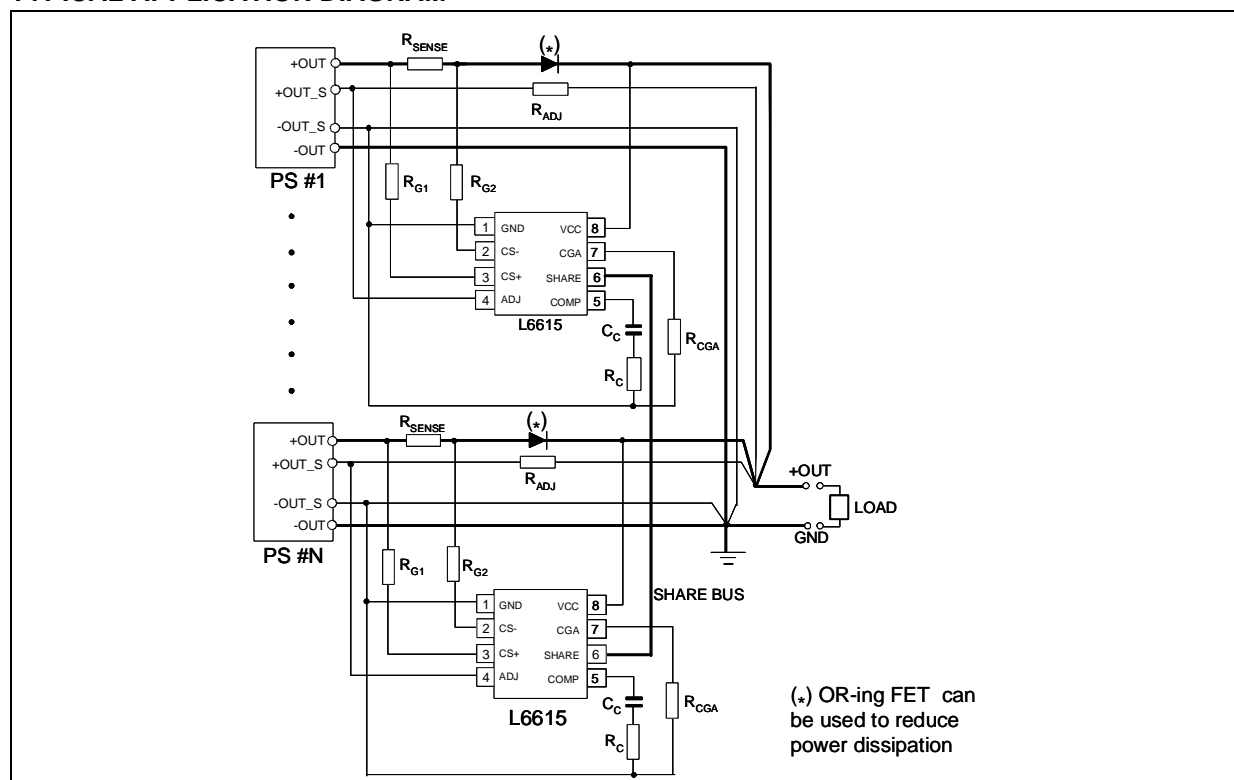 R_SENSE
(*)
+OUT
+OUT_S
R_ADJ
-OUT_S
-OUT
PS #1
R_G1
R_G2
1 GND VCC 8
2 CS- CGA 7
3 CS+ SHARE 6
4 ADJ COMP 5
L6615
C_C
R_CGA
R_C
R_SENSE
(*)
+OUT
+OUT_S
R_ADJ
-OUT_S
-OUT
PS #N
+OUT
LOAD
GND
R_G1
R_G2
SHARE BUS
1 GND VCC 8
2 CS- CGA 7
3 CS+ SHARE 6
4 ADJ COMP 5
L6615
C_C
R_CGA
R_C
(*) OR-ing FET can
be used to reduce
power dissipation